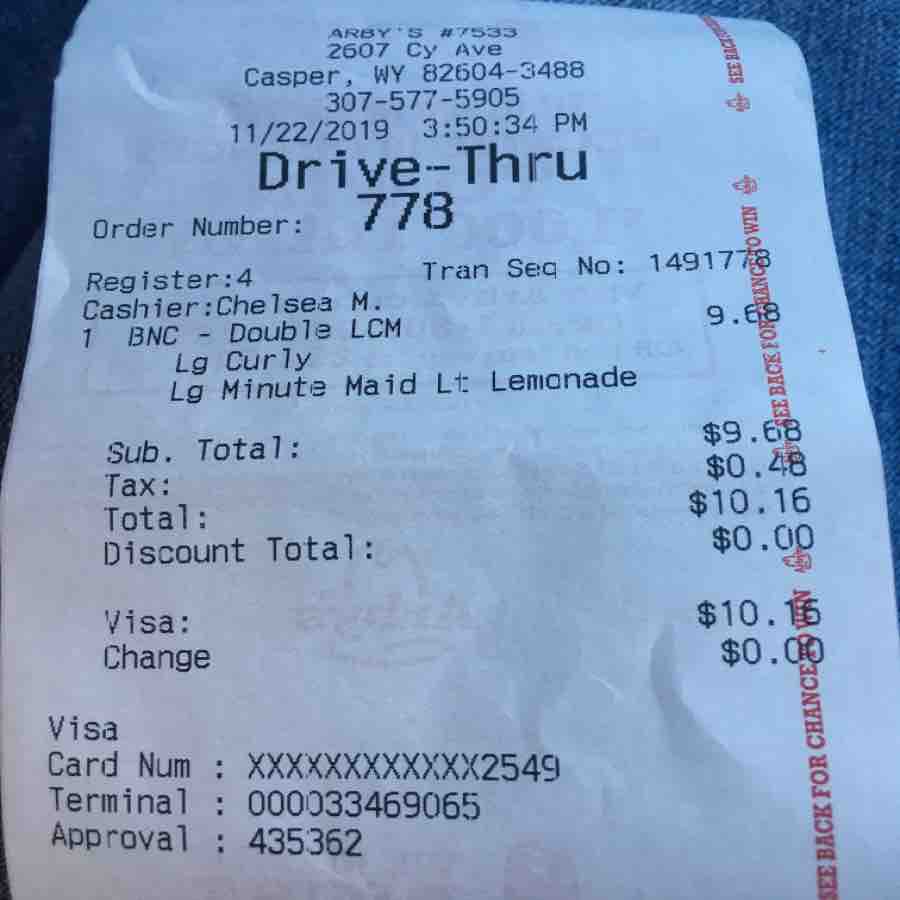 ARBY'S #7533
2607 Cy Ave
Casper, WY 82604-3488
307-577-5905
11/22/2019 3:50:34 PM
Drive-Thru
Order Number: 778
Register:4 Tran Seq No: 1491778
Cashier:Chelsea M.
1 BNC - Double LCM 9.68
Lg Curly
Lg Minute Maid Lt Lemonade
Sub. Total: $9.68
Tax: $0.48
Total: $10.16
Discount Total: $0.00
Visa: $10.16
Change $0.00
Visa
Card Num : XXXXXXXXXXXX2549
Terminal : 000033469065
Approval : 435362
SEE BACK
SEE BACK FOR CHANCE TO WIN
SEE BACK FOR CHANCE TO WIN